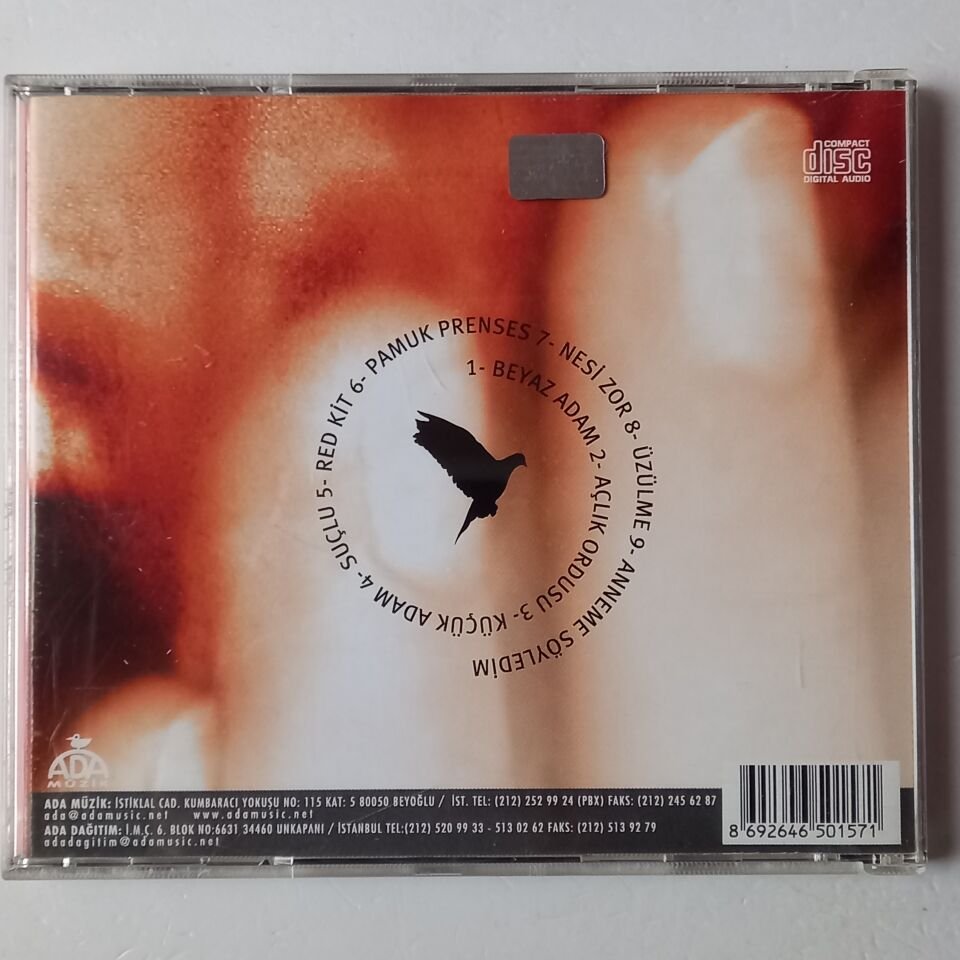 COMPACT
disc
DIGITAL AUDIO
1- BEYAZ ADAM 2- AÇLIK ORDUSU 3- KÜÇÜK ADAM 4- SUÇLU 5- RED KİT 6- PAMUK PRENSES 7- NESİ ZOR 8- ÜZÜLME 9- ANNEME SÖYLEDİM
ADA
MÜZİK
ADA MÜZİK: İSTİKLAL CAD. KUMBARACI YOKUŞU NO: 115 KAT: 5 80050 BEYOĞLU / İST. TEL: (212) 252 99 24 (PBX) FAKS: (212) 245 62 87
ada@adamusic.net www.adamusic.net
ADA DAĞITIM: İ.M.Ç. 6. BLOK NO:6631 34460 UNKAPANI / İSTANBUL TEL:(212) 520 99 33 - 513 02 62 FAKS: (212) 513 92 79
adadagitim@adamusic.net
8 692646 501571